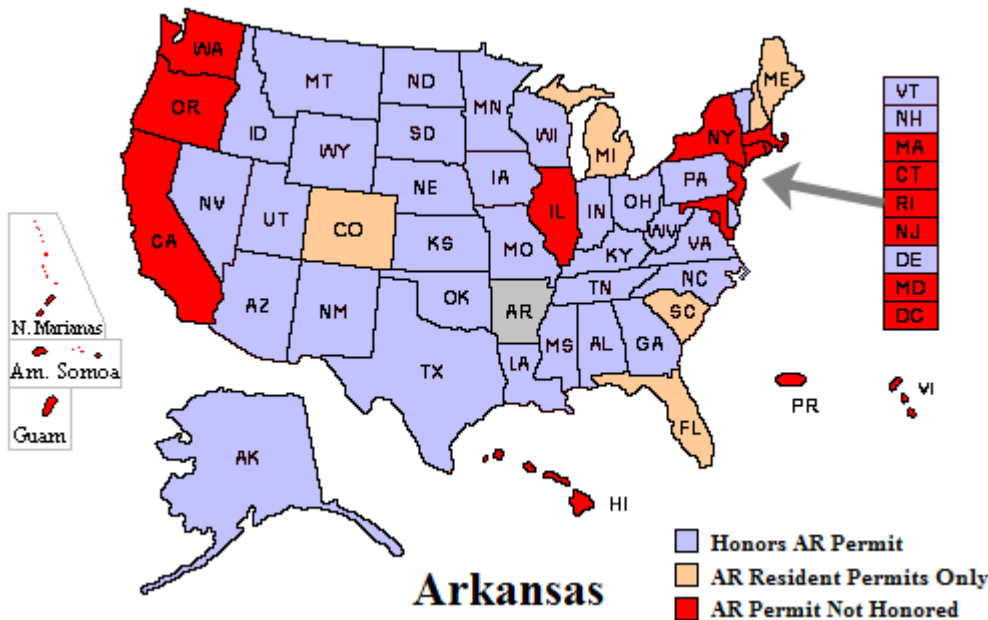 WA
MT
ND
MN
ME
VT
OR
ID
SD
WI
NY
NH
WY
MI
MA
NE
IA
PA
CT
NV
UT
CO
IL
IN
OH
RI
CA
KS
MO
WV
VA
NJ
KY
DE
AZ
NM
OK
AR
TN
NC
MD
N. Marianas
SC
DC
MS
AL
GA
TX
LA
Am. Somoa
PR
VI
FL
Guam
AK
HI
Honors AR Permit
AR Resident Permits Only
Arkansas
AR Permit Not Honored